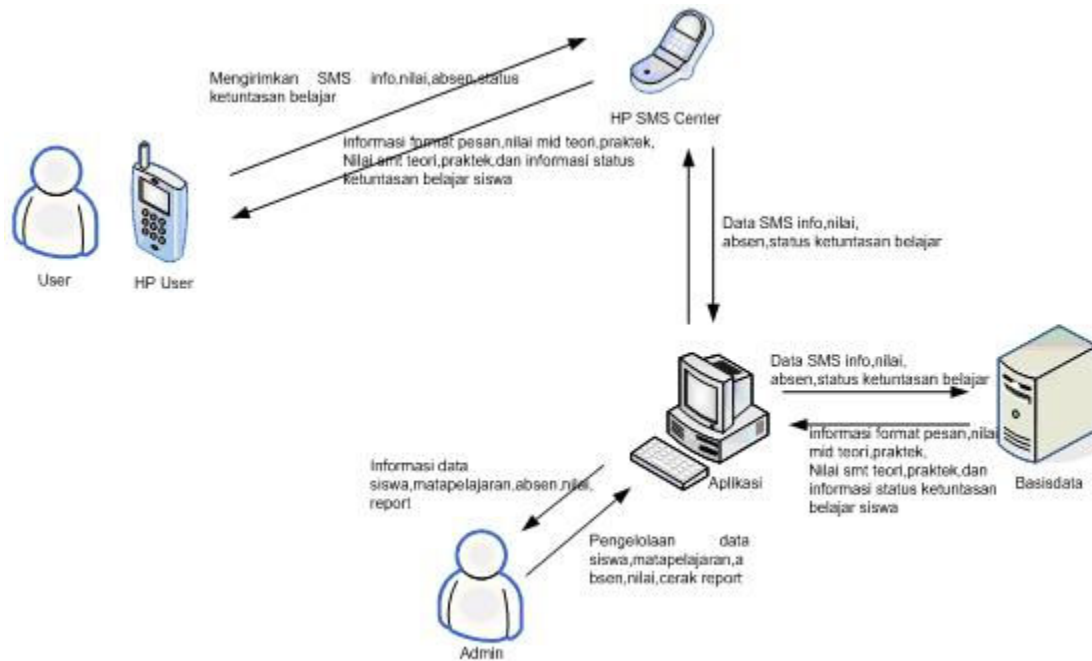 Mengirimkan SMS info,nilai,absen,status
ketuntasan belajar
HP SMS Center
informasi format pesan,nilai mid teori,praktek,
Nilai smt teori,praktek,dan informasi status
ketuntasan belajar siswa
User
HP User
Data SMS info,nilai,
absen,status ketuntasan belajar
Data SMS info,nilai,
absen,status ketuntasan belajar
informasi format pesan,nilai
mid teori,praktek,
Nilai smt teori,praktek,dan
informasi status ketuntasan
belajar siswa
Aplikasi
Basisdata
Informasi data
siswa,matapelajaran,absen,nilai,
report
Pengelolaan data
siswa,matapelajaran,a
bsen,nilai,cerak report
Admin